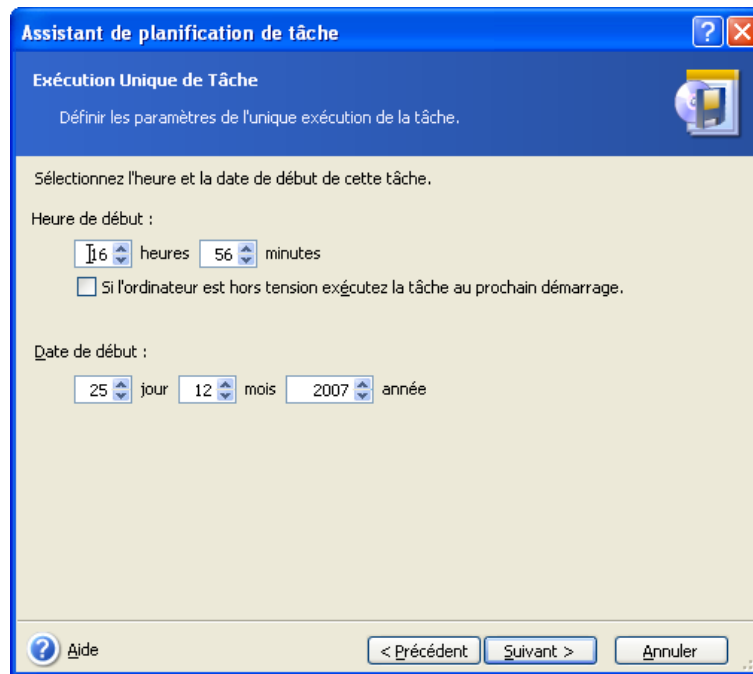 Assistant de planification de tâche
Exécution Unique de Tâche
Définir les paramètres de l'unique exécution de la tâche.
Sélectionnez l'heure et la date de début de cette tâche.
Heure de début :
16 heures 56 minutes
Si l'ordinateur est hors tension exécutez la tâche au prochain démarrage.
Date de début :
25 jour 12 mois 2007 année
Aide < Précédent Suivant > Annuler